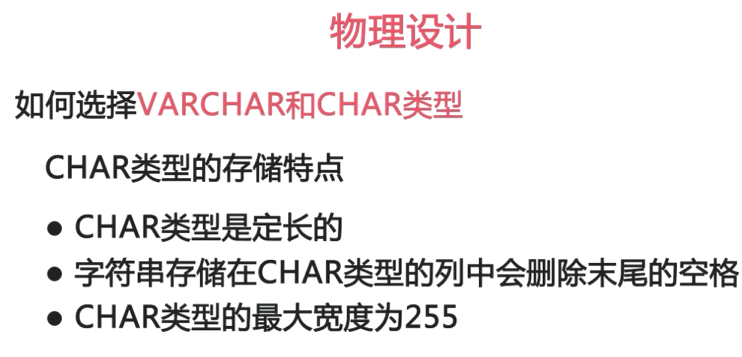 物理设计
如何选择VARCHAR和CHAR类型
CHAR类型的存储特点
● CHAR类型是定长的
● 字符串存储在CHAR类型的列中会删除末尾的空格
● CHAR类型的最大宽度为255